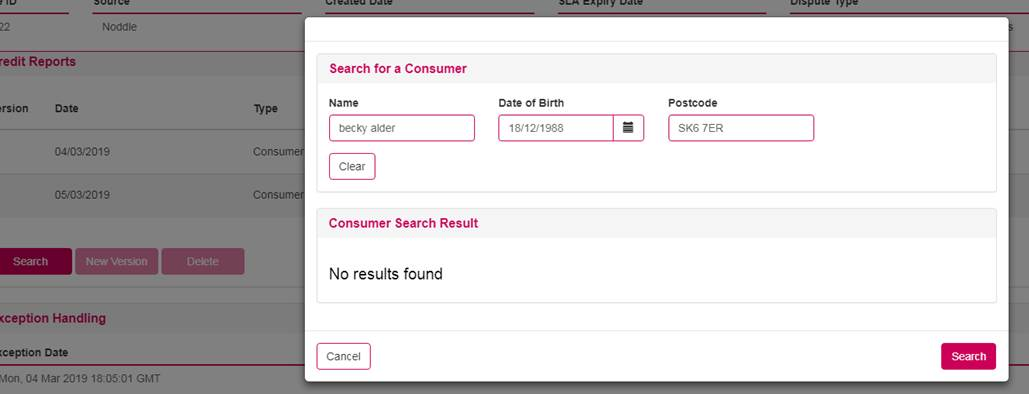 ID Source Created Date SLA Expiry Date Dispute Type
22 Noddle
redit Reports
ersion Date Type
04/03/2019 Consumer
05/03/2019 Consumer
Search New Version Delete
xception Handling
xception Date
Mon, 04 Mar 2019 18:05:01 GMT
Search for a Consumer
Name Date of Birth Postcode
becky alder 18/12/1988 SK6 7ER
Clear
Consumer Search Result
No results found
Cancel Search